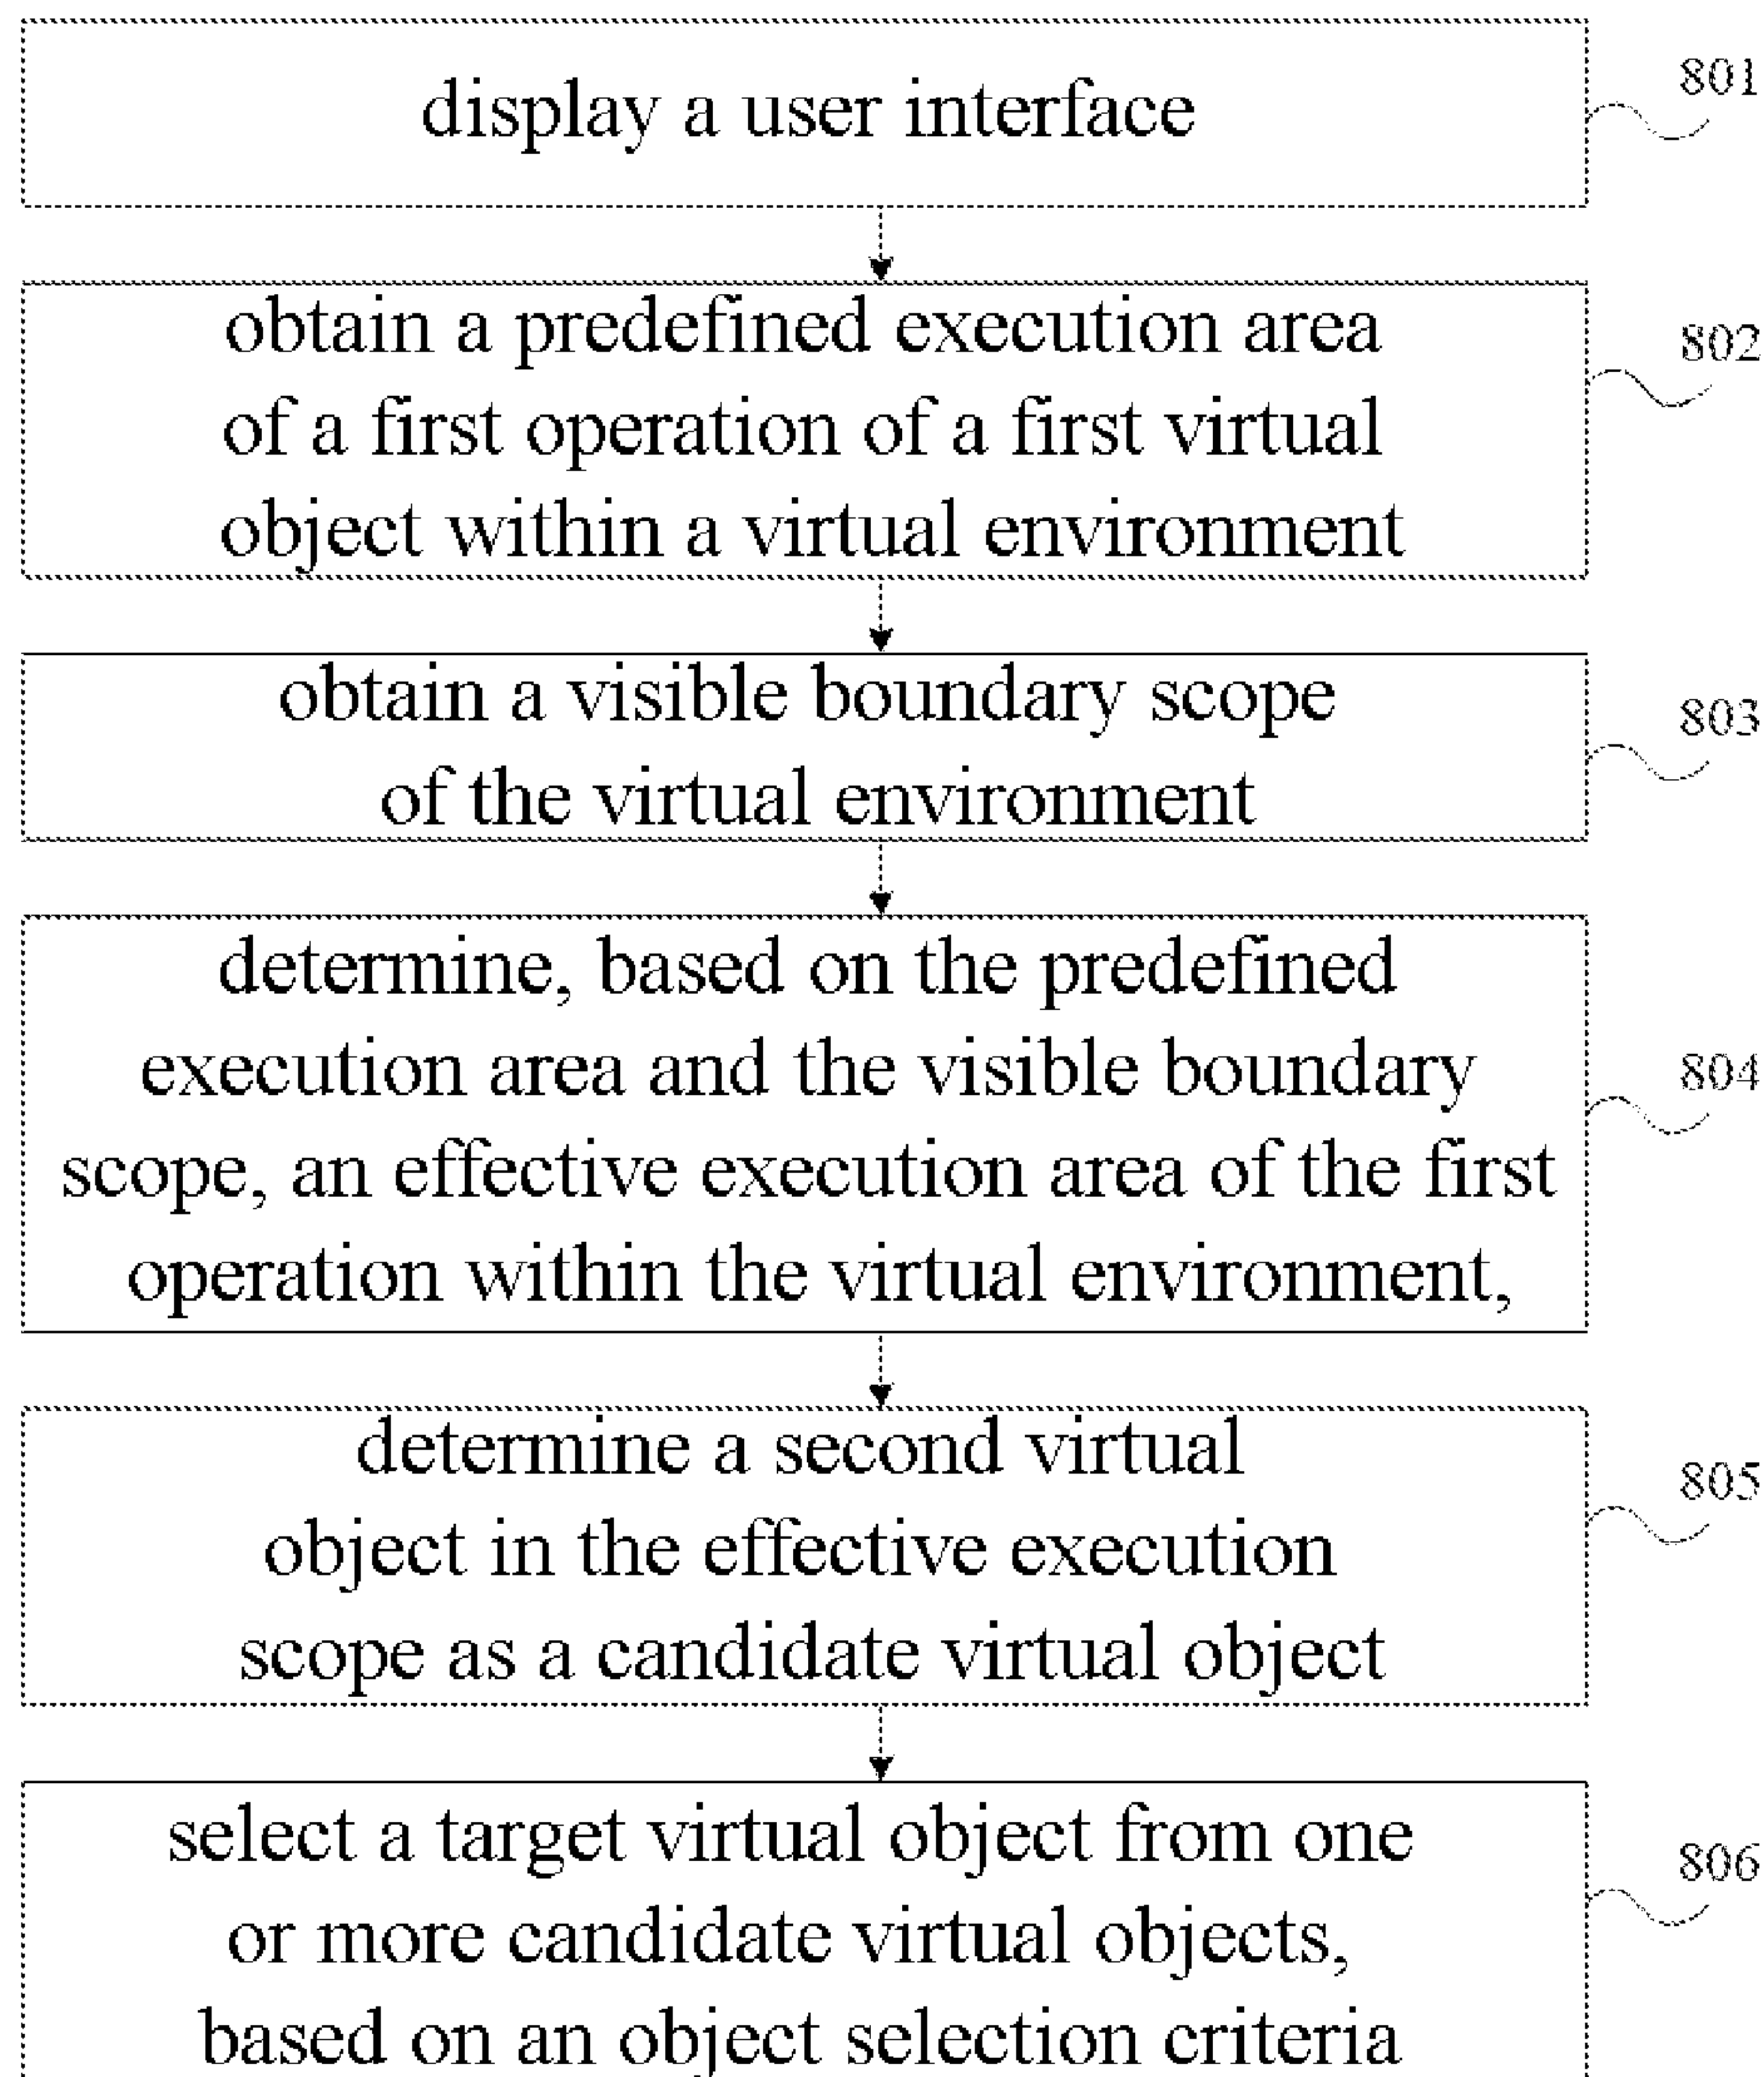 display a user interface
801
obtain a predefined execution area
of a first operation of a first virtual
object within a virtual environment
802
obtain a visible boundary scope
of the virtual environment
803
determine, based on the predefined
execution area and the visible boundary
scope, an effective execution area of the first
operation within the virtual environment,
804
determine a second virtual
object in the effective execution
scope as a candidate virtual object
805
select a target virtual object from one
or more candidate virtual objects,
based on an object selection criteria
806